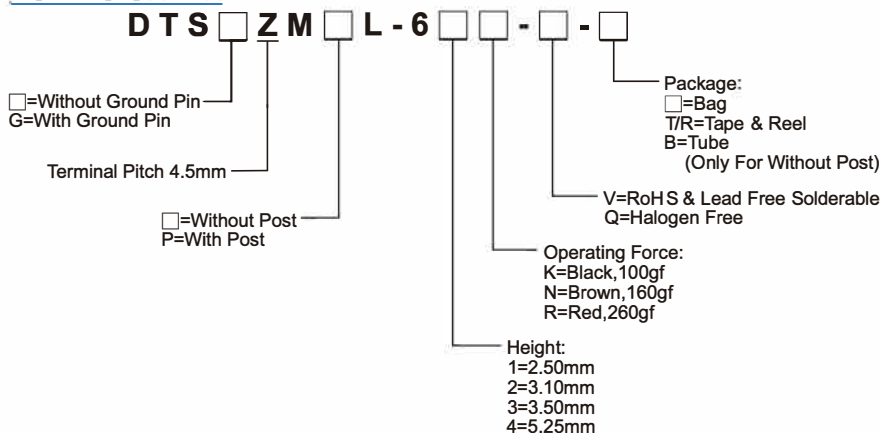 DTS□ZM□L-6□□-□-□
□=Without Ground Pin
G=With Ground Pin
Terminal Pitch 4.5mm
□=Without Post
P=With Post
Package:
□=Bag
T/R=Tape & Reel
B=Tube
(Only For Without Post)
V=RoHS & Lead Free Solderable
Q=Halogen Free
Operating Force:
K=Black,100gf
N=Brown,160gf
R=Red,260gf
Height:
1=2.50mm
2=3.10mm
3=3.50mm
4=5.25mm